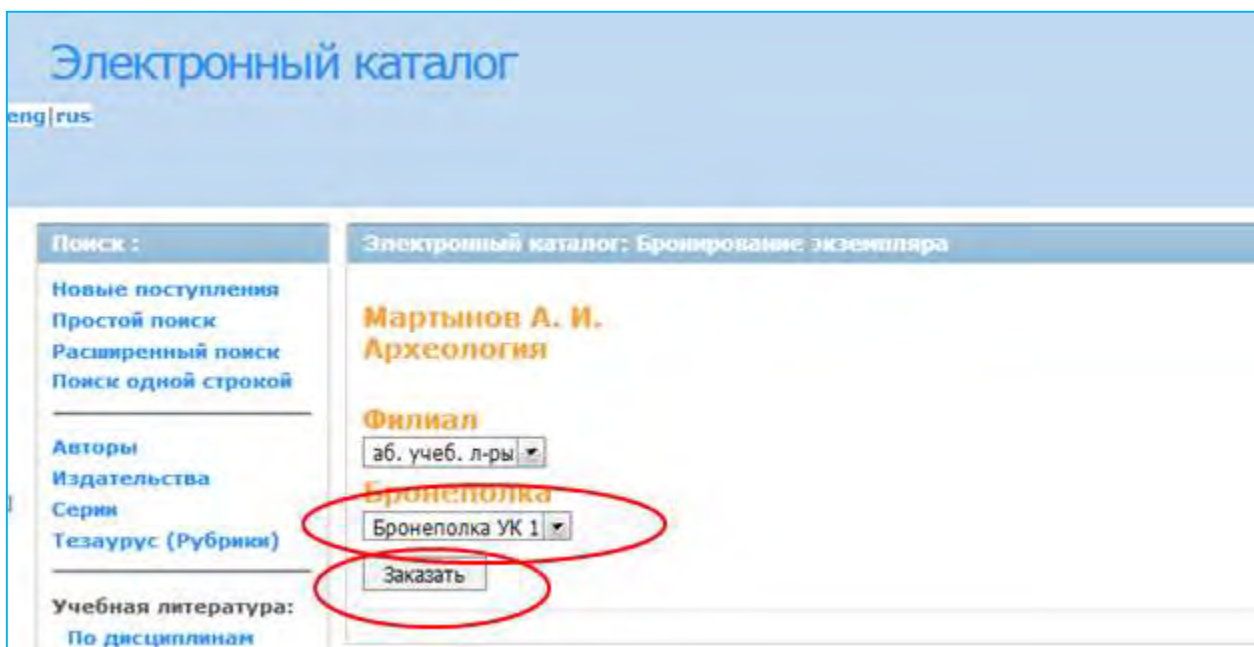 Электронный каталог
eng|rus
Поиск :
Новые поступления
Простой поиск
Расширенный поиск
Поиск одной строкой
Авторы
Издательства
Серии
Тезаурус (Рубрики)
Учебная литература:
По дисциплинам
Электронный каталог: Бронирование экземпляра
Мартынов А. И.
Археология
Филиал
аб. учеб. л-ры
Бронеполка
Бронеполка УК 1
Заказать